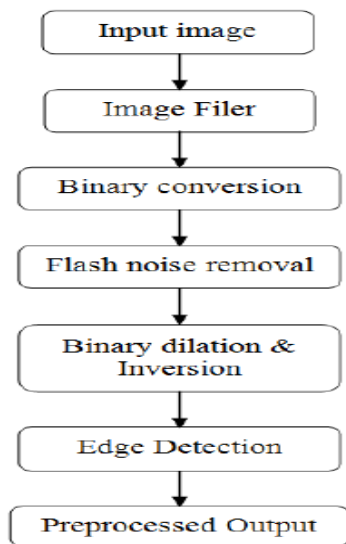 Input image
Image Filer
Binary conversion
Flash noise removal
Binary dilation &
Inversion
Edge Detection
Preprocessed Output